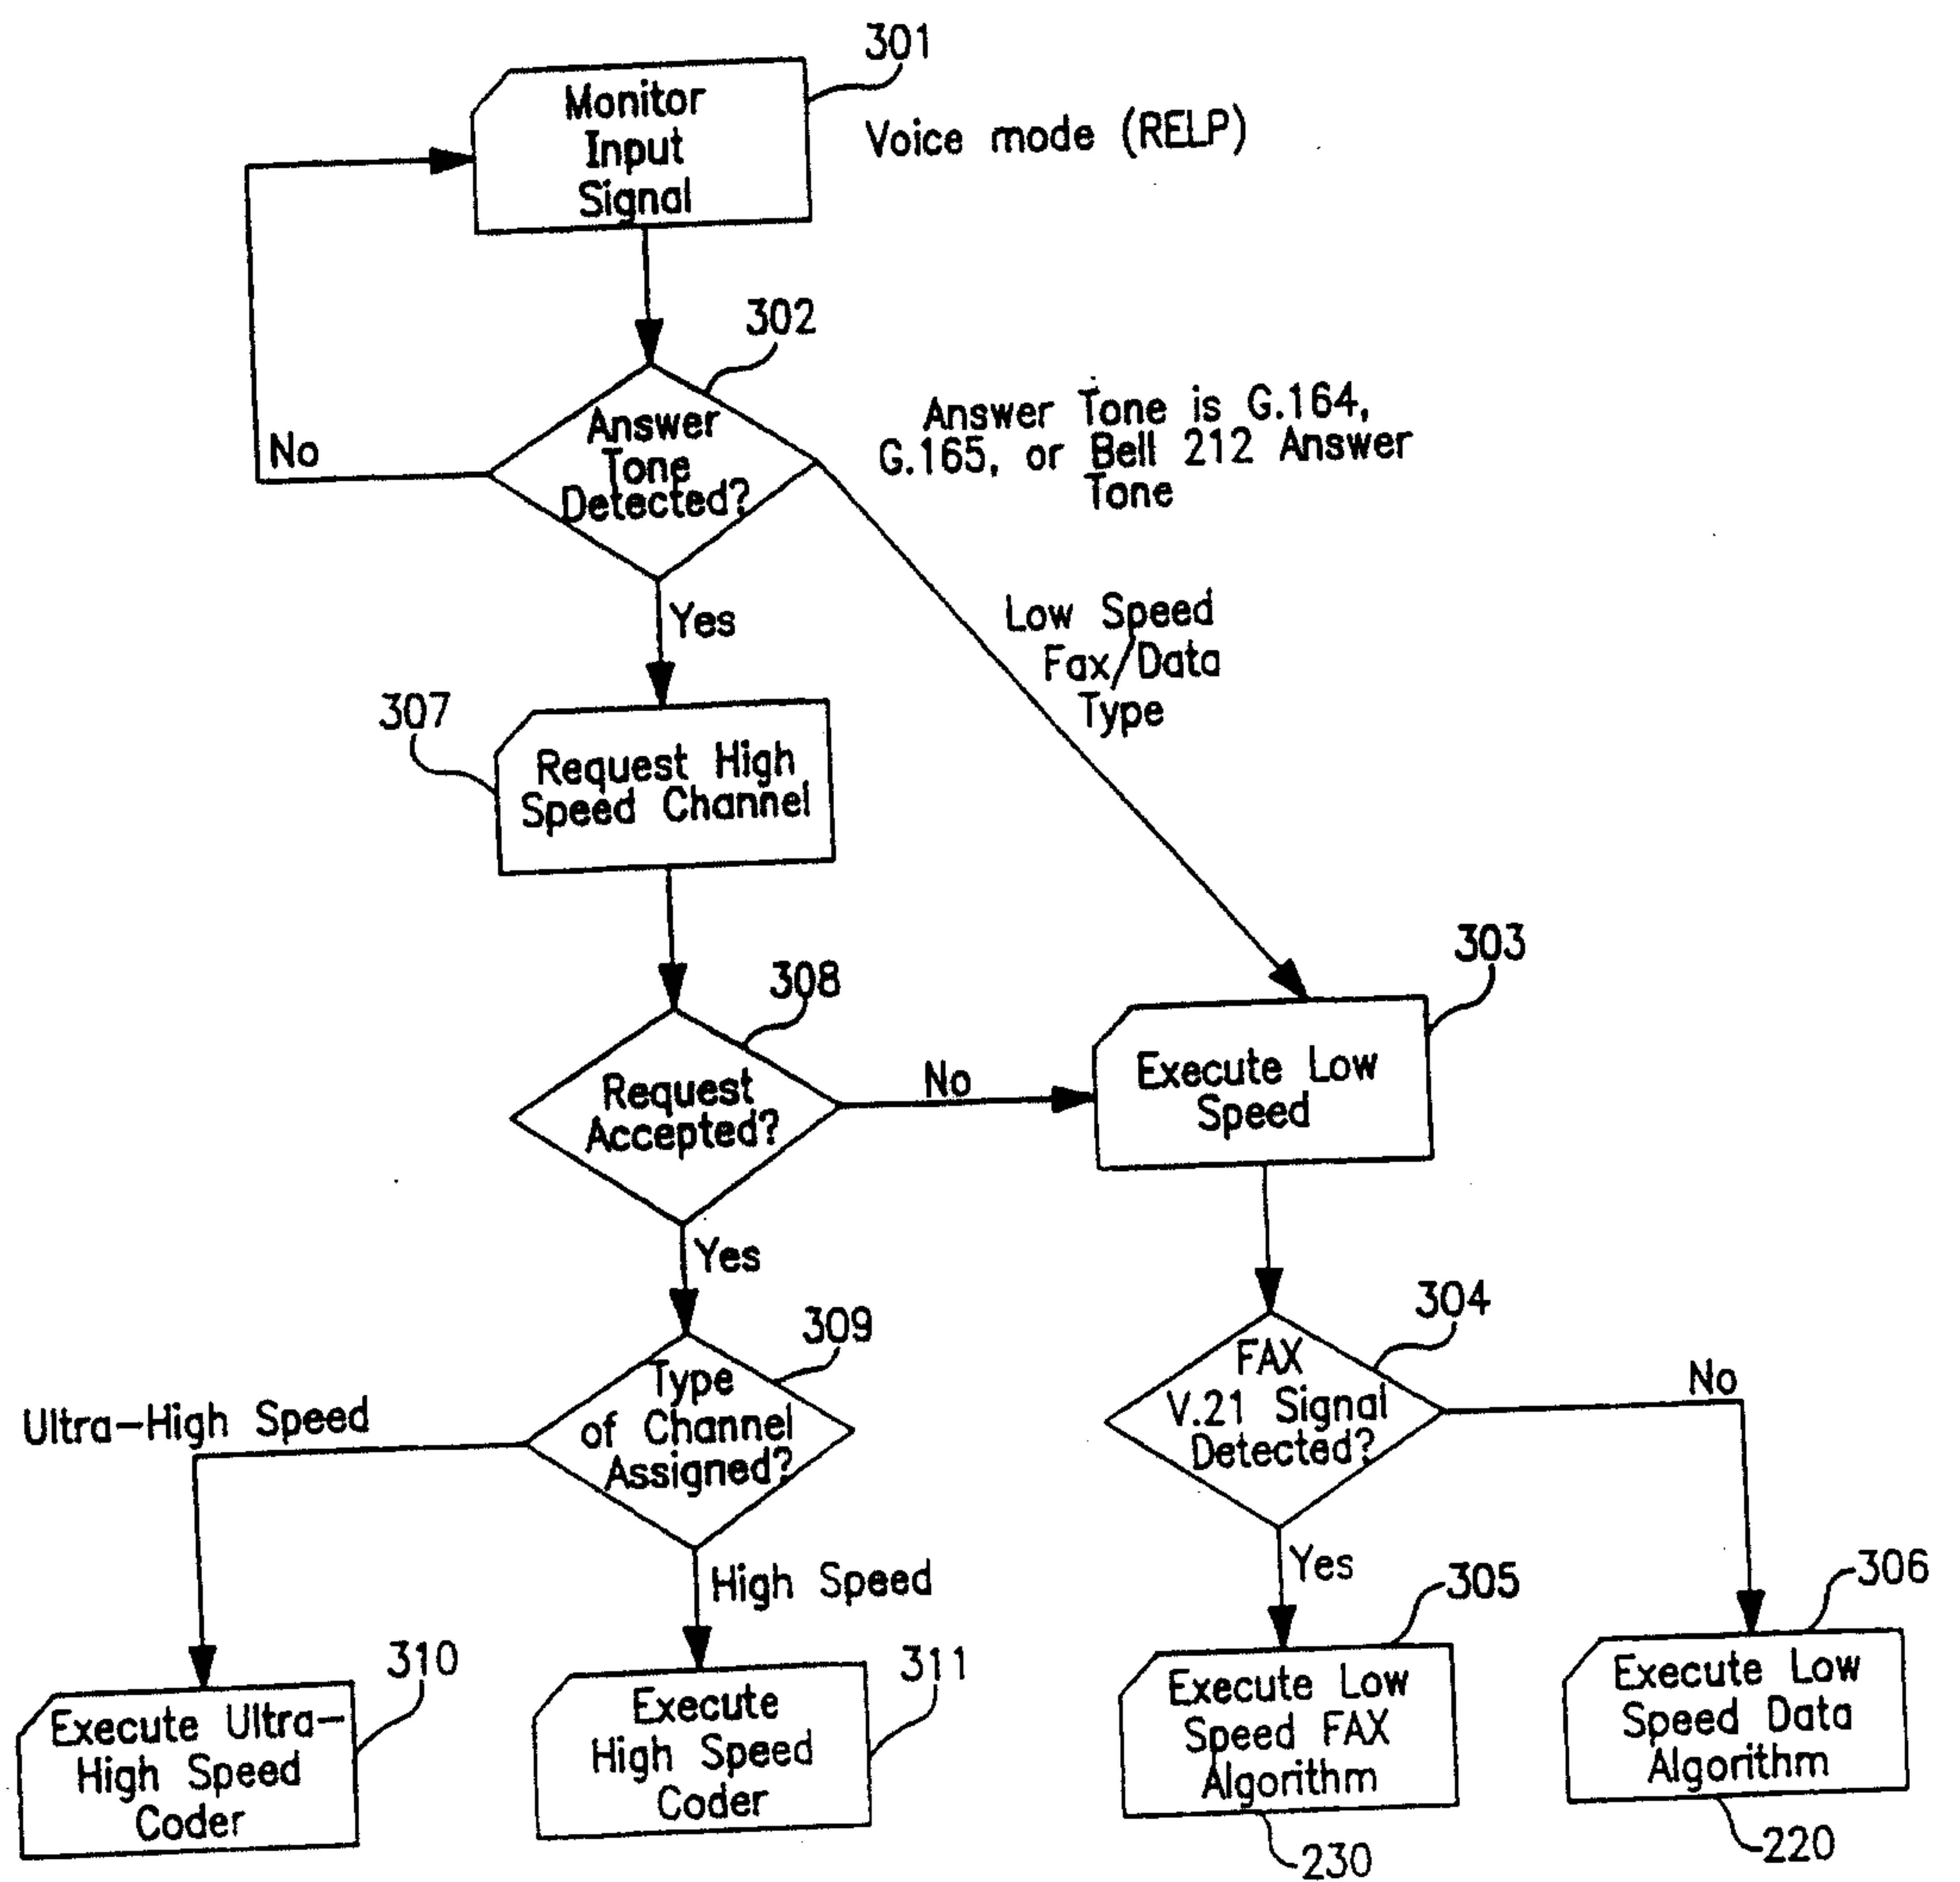 301
Monitor
Input
Signal
Voice mode (RELP)
302
Answer
Tone
Detected?
Answer Tone is G.164,
G.165, or Bell 212 Answer
Tone
No
Yes
Low Speed
Fax/Data
Type
307
Request High
Speed Channel
308
Request
Accepted?
No
303
Execute Low
Speed
Yes
309
Type
of Channel
Assigned?
Ultra-High Speed
High Speed
304
FAX
V.21 Signal
Detected?
No
Yes
310
Execute Ultra-
High Speed
Coder
311
Execute
High Speed
Coder
305
Execute Low
Speed FAX
Algorithm
230
306
Execute Low
Speed Data
Algorithm
220